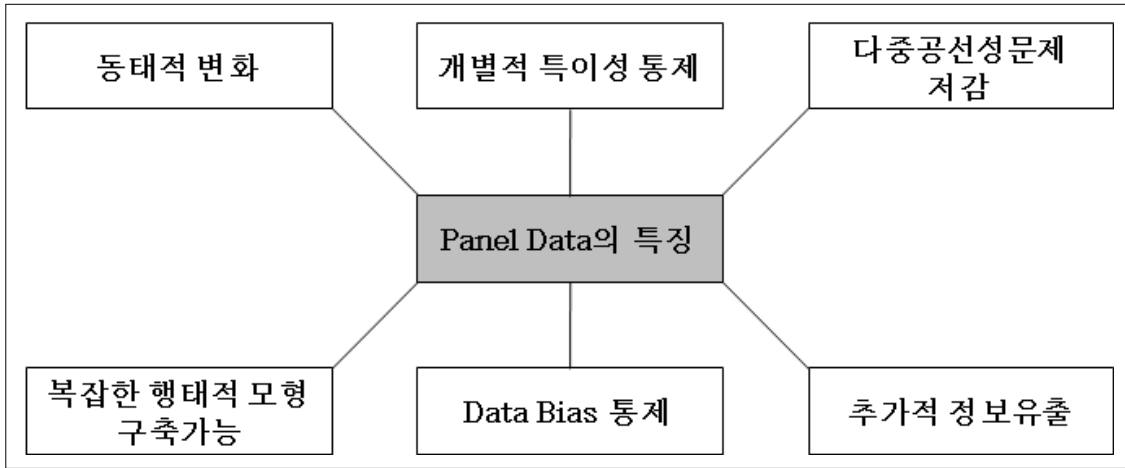 동태적 변화
개별적 특이성 통제
다중공선성문제
저감
Panel Data의 특징
복잡한 행태적 모형
구축가능
Data Bias 통제
추가적 정보유출